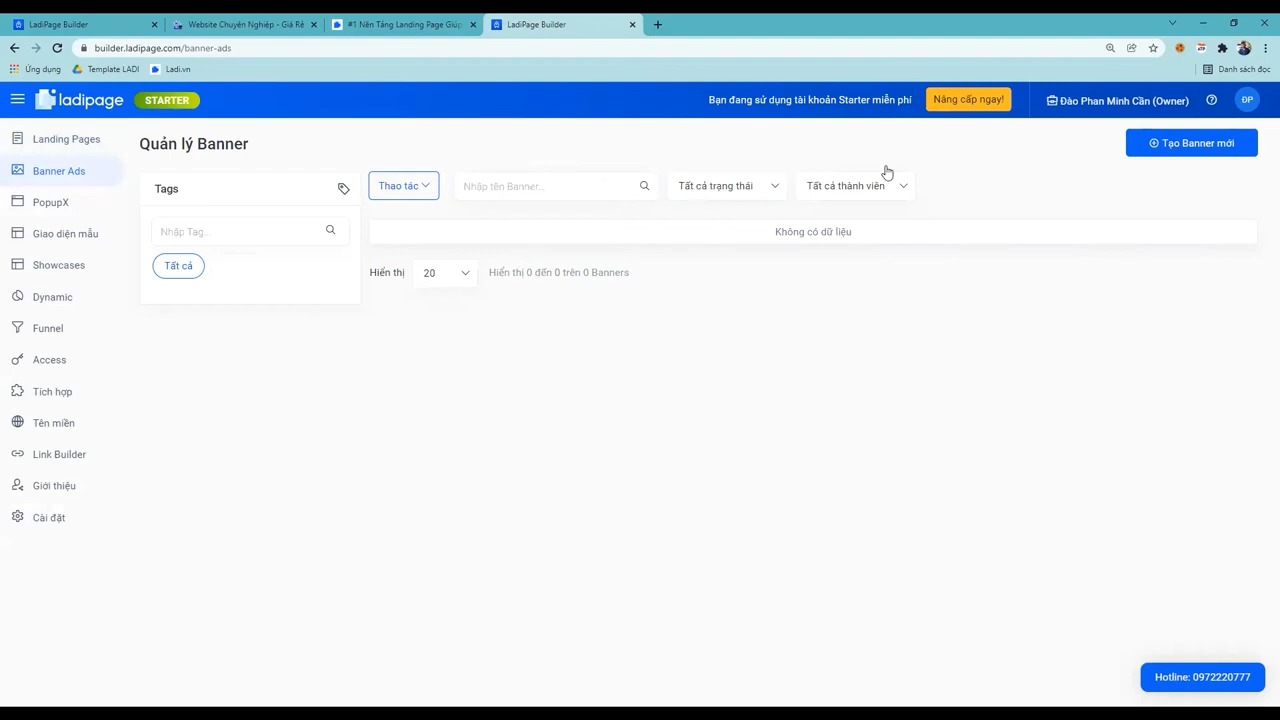 LadiPage Builder
Website Chuyên Nghiệp - Giá Rẻ
#1 Nền Tảng Landing Page Giúp
LadiPage Builder
builder.ladipage.com/banner-ads
Ứng dụng
Template LADI
Ladi.vn
Danh sách đọc
ladipage
STARTER
Bạn đang sử dụng tài khoản Starter miễn phí
Nâng cấp ngay!
Đào Phan Minh Cần (Owner)
ĐP
Landing Pages
Banner Ads
PopupX
Giao diện mẫu
Showcases
Dynamic
Funnel
Access
Tích hợp
Tên miền
Link Builder
Giới thiệu
Cài đặt
Quản lý Banner
Tạo Banner mới
Tags
Nhập Tag...
Tất cả
Thao tác
Nhập tên Banner...
Tất cả trạng thái
Tất cả thành viên
Không có dữ liệu
Hiển thị
20
Hiển thị 0 đến 0 trên 0 Banners
Hotline: 0972220777